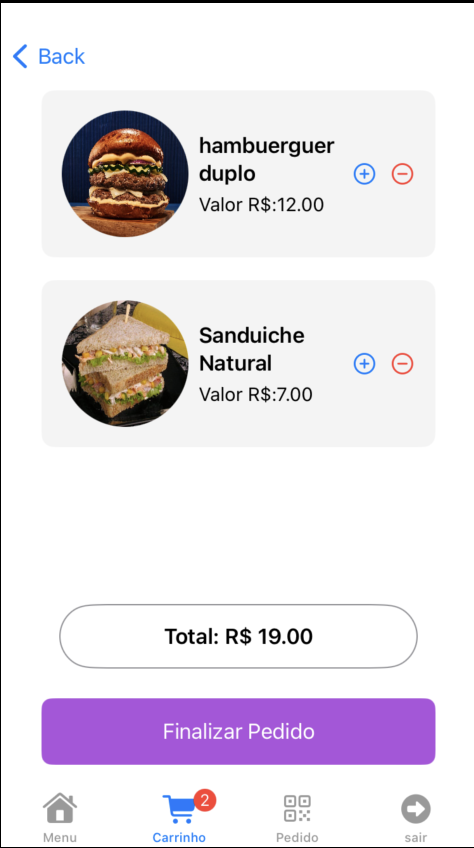 Back
hambuerguer
duplo
Valor R$:12.00
Sanduiche
Natural
Valor R$:7.00
Total: R$ 19.00
Finalizar Pedido
2
Menu
Carrinho
Pedido
sair